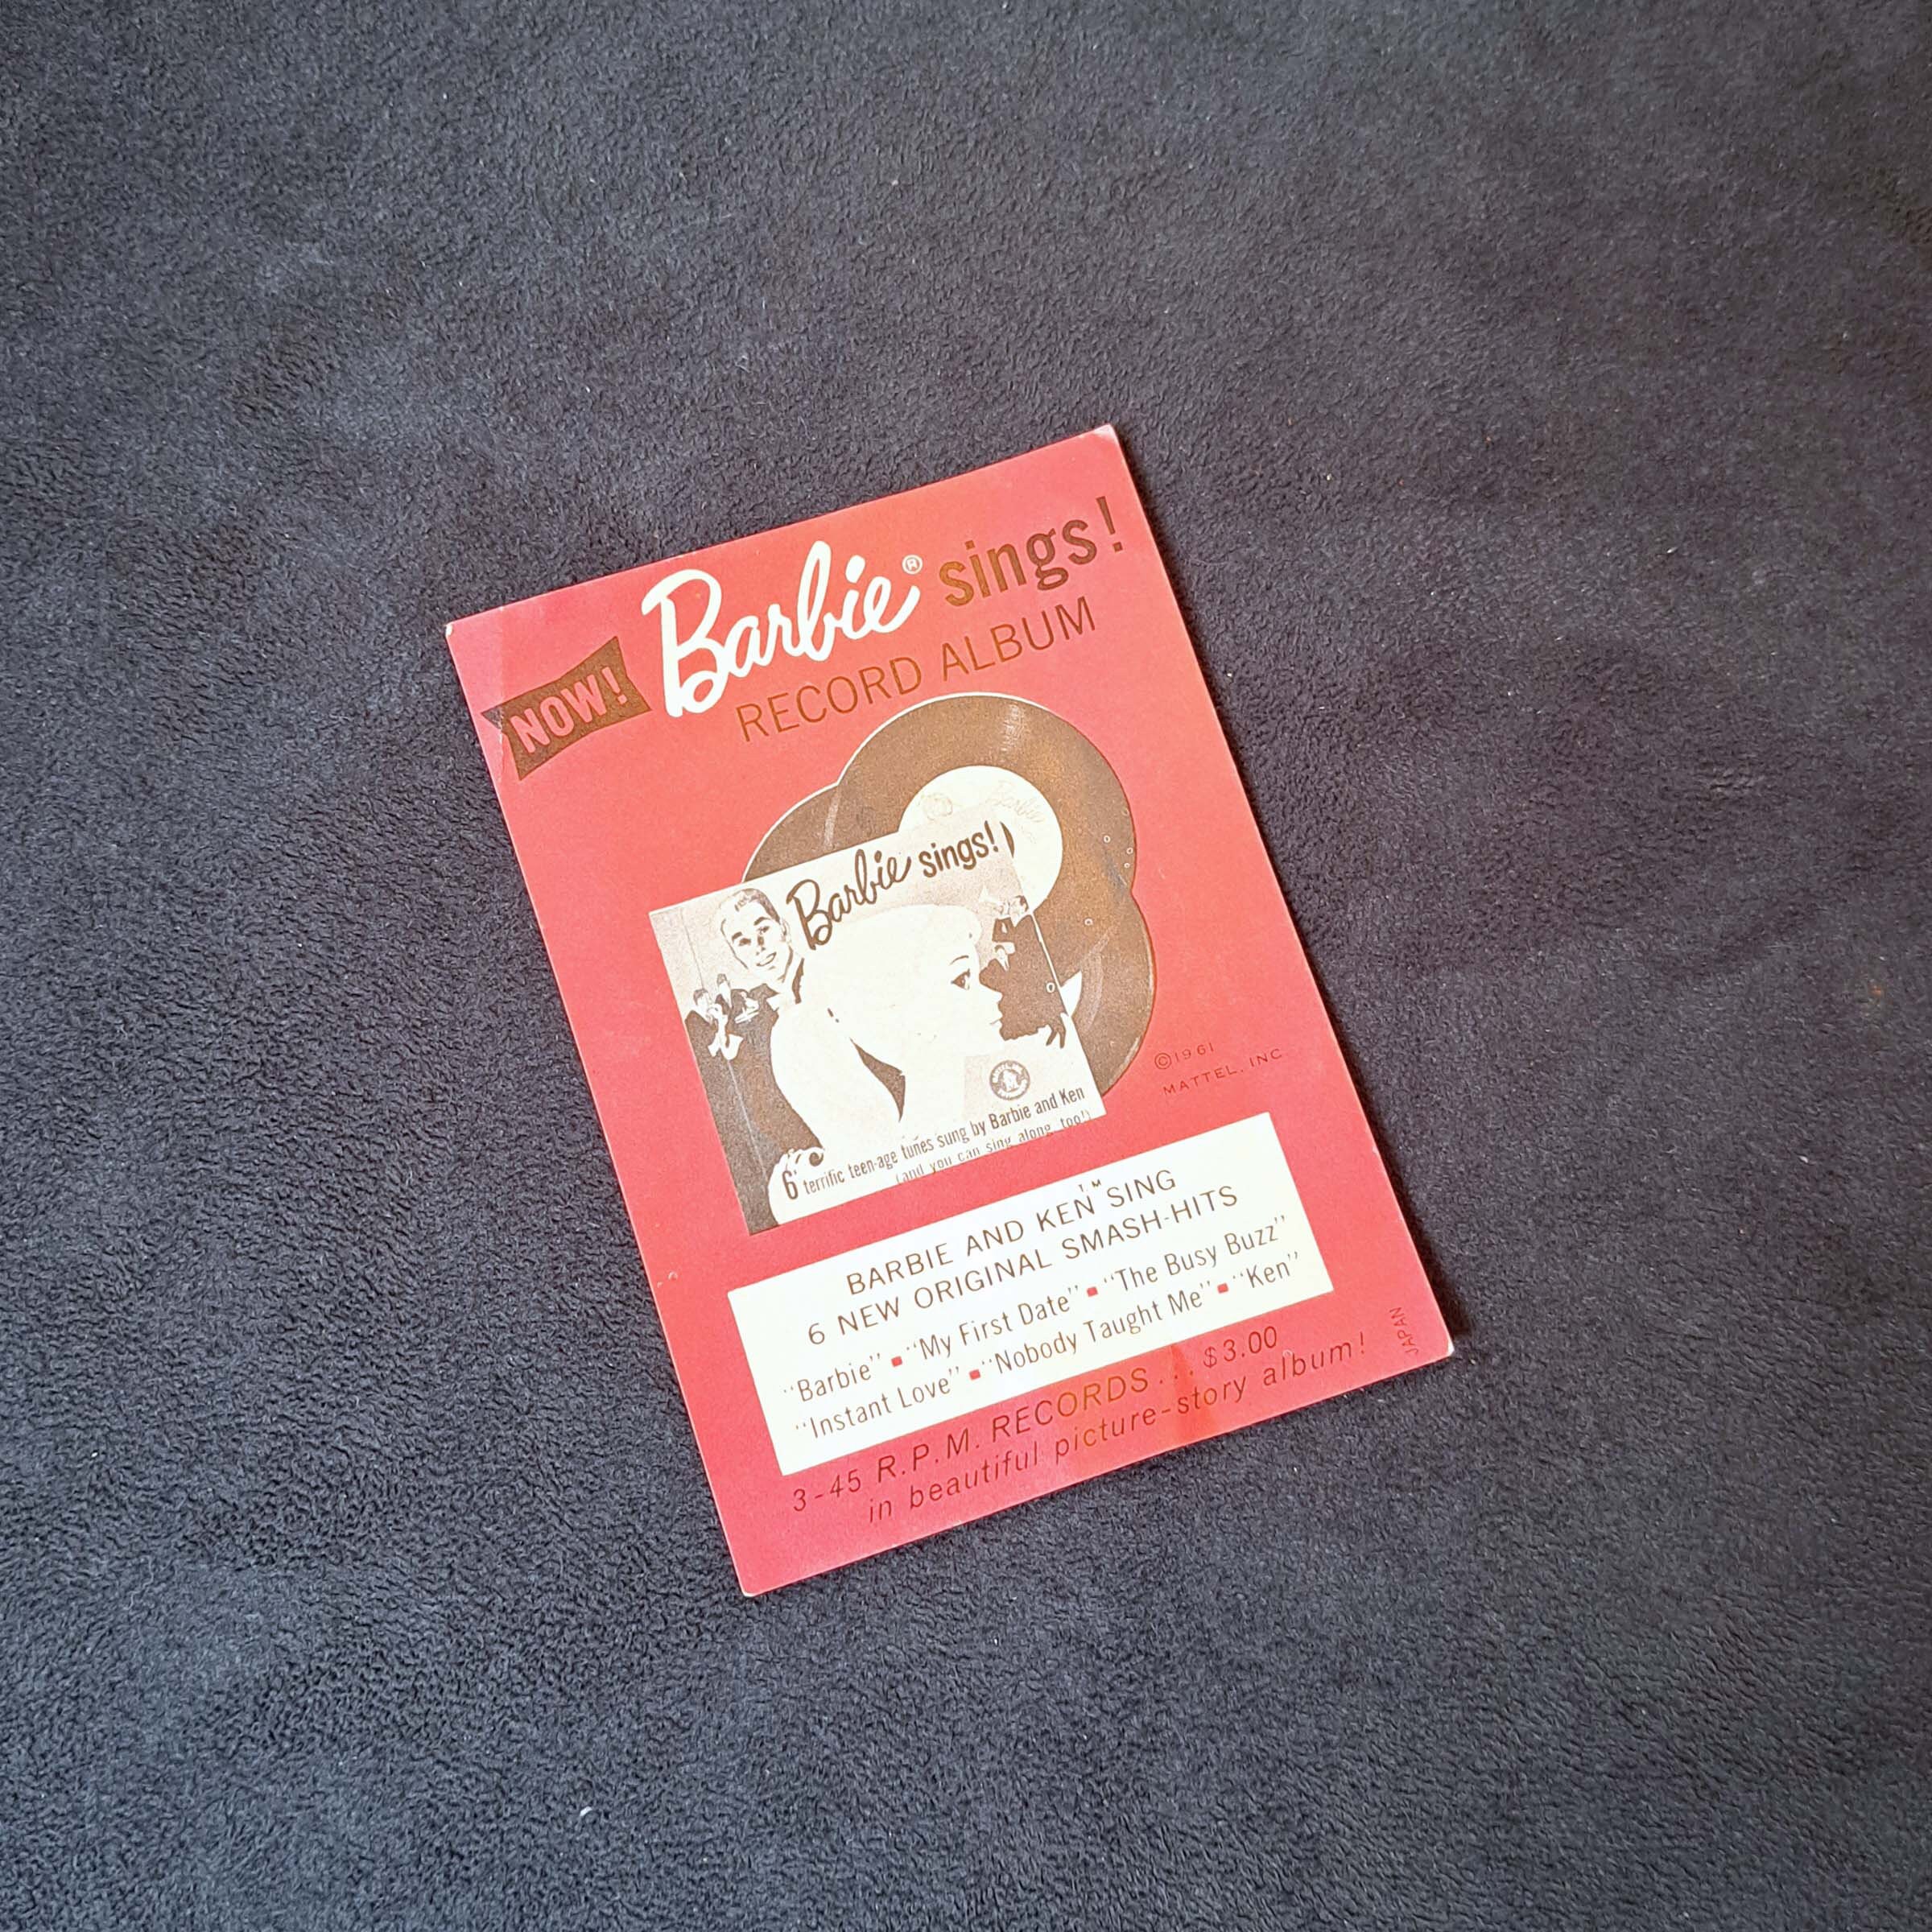 NOW!
Barbie® sings!
RECORD ALBUM
Barbie sings!
Barbie
6 terrific teen-age tunes sung by Barbie and Ken
(and you can sing along, too!)
©1961
MATTEL, INC.
BARBIE AND KEN™ SING
6 NEW ORIGINAL SMASH-HITS
"Barbie" ▪ "My First Date" ▪ "The Busy Buzz"
"Instant Love" ▪ "Nobody Taught Me" ▪ "Ken"
3-45 R.P.M. RECORDS... $3.00
in beautiful picture-story album!
JAPAN